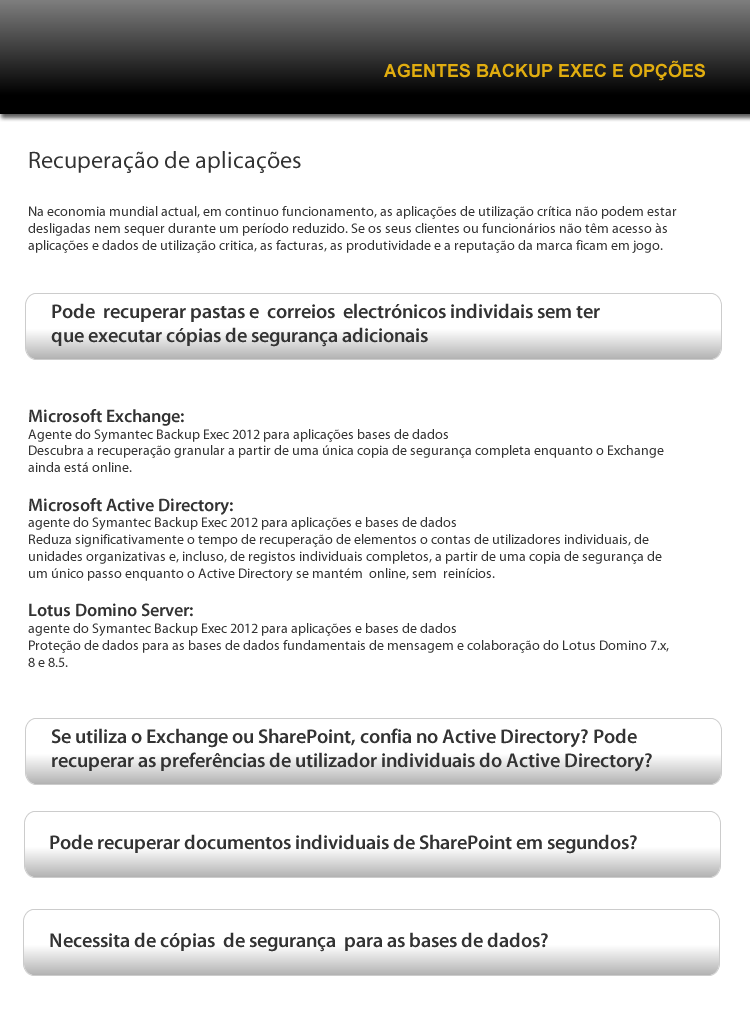 AGENTES BACKUP EXEC E OPÇÕES
Recuperação de aplicações
Na economia mundial actual, em continuo funcionamento, as aplicações de utilização crítica não podem estar
desligadas nem sequer durante um período reduzido. Se os seus clientes ou funcionários não têm acesso às
aplicações e dados de utilização critica, as facturas, as produtividade e a reputação da marca ficam em jogo.
Pode recuperar pastas e correios electrónicos individais sem ter
que executar cópias de segurança adicionais
Microsoft Exchange:
Agente do Symantec Backup Exec 2012 para aplicações bases de dados
Descubra a recuperação granular a partir de uma única copia de segurança completa enquanto o Exchange
ainda está online.
Microsoft Active Directory:
agente do Symantec Backup Exec 2012 para aplicações e bases de dados
Reduza significativamente o tempo de recuperação de elementos o contas de utilizadores individuais, de
unidades organizativas e, incluso, de registos individuais completos, a partir de uma copia de segurança de
um único passo enquanto o Active Directory se mantém online, sem reinícios.
Lotus Domino Server:
agente do Symantec Backup Exec 2012 para aplicações e bases de dados
Proteção de dados para as bases de dados fundamentais de mensagem e colaboração do Lotus Domino 7.x,
8 e 8.5.
Se utiliza o Exchange ou SharePoint, confia no Active Directory? Pode
recuperar as preferências de utilizador individuais do Active Directory?
Pode recuperar documentos individuais de SharePoint em segundos?
Necessita de cópias de segurança para as bases de dados?